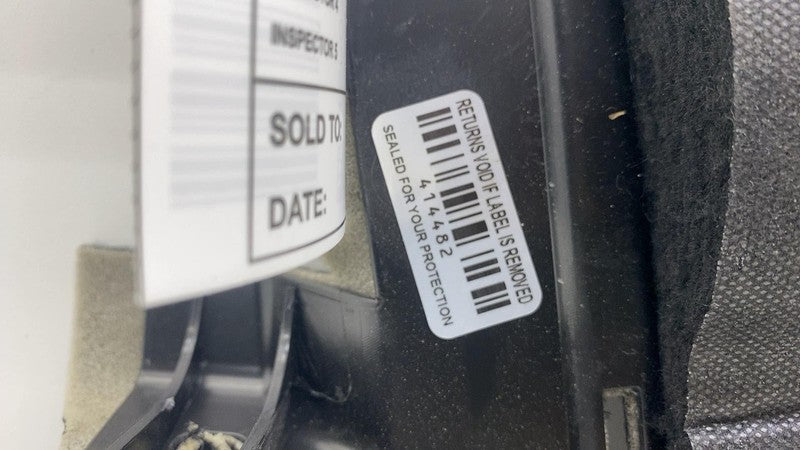 INSPECTOR 5
SOLD TO:
DATE:
RETURNS VOID IF LABEL IS REMOVED
414482
SEALED FOR YOUR PROTECTION